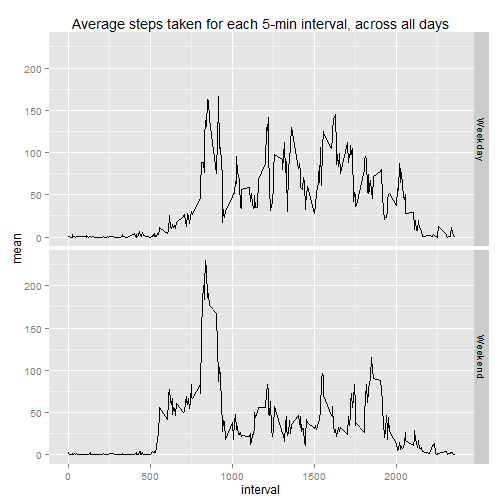 Average steps taken for each 5-min interval, across all days
200
150
100
50
0
Weekday
mean
200
150
100
50
0
Weekend
0 500 1000 1500 2000
interval